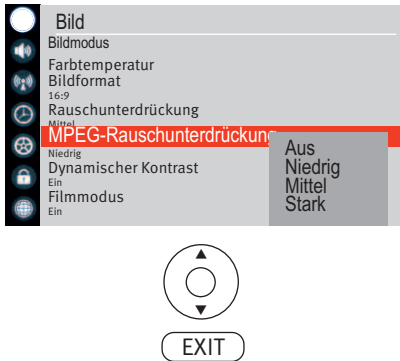 Bild
Bildmodus
Farbtemperatur
Bildformat
16:9
Rauschunterdrückung
Mittel
MPEG-Rauschunterdrückung
Niedrig
Dynamischer Kontrast
Ein
Filmmodus
Ein
Aus
Niedrig
Mittel
Stark
EXIT